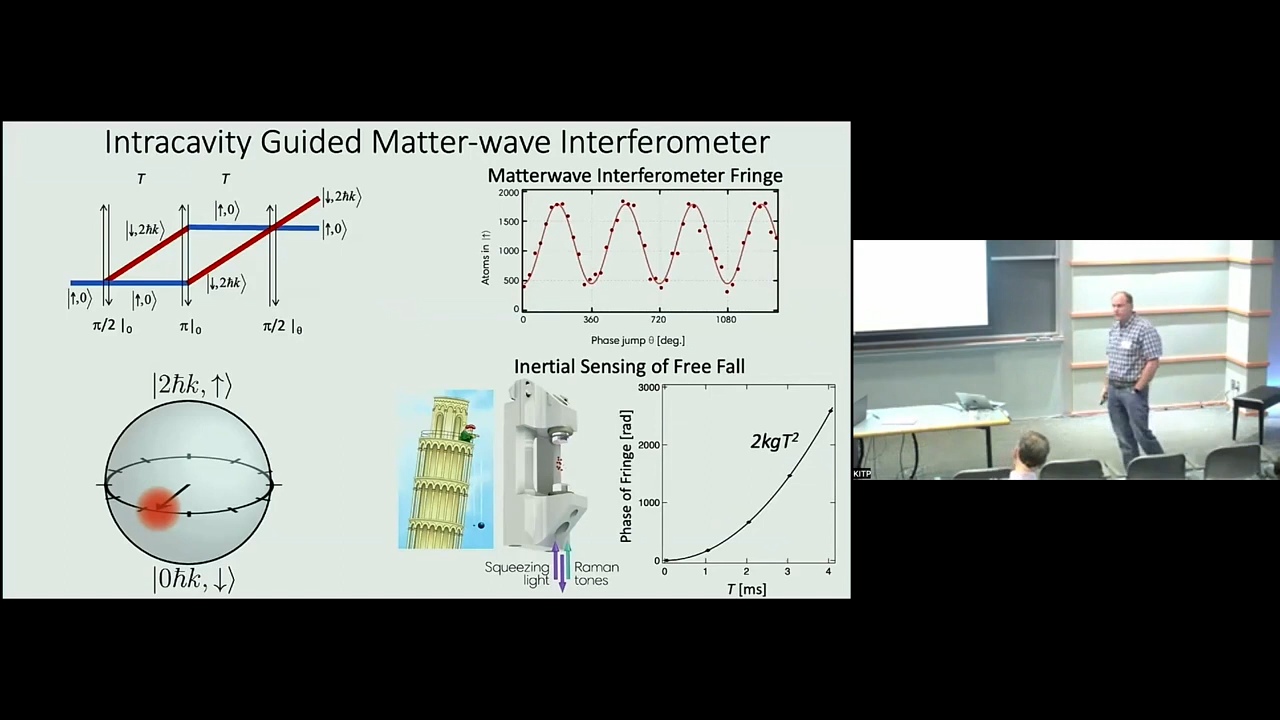 Intracavity Guided Matter-wave Interferometer
T T
|↑,0⟩
|↓,2ħk⟩
|↓,2ħk⟩
|↑,0⟩
|↓,2ħk⟩
|↑,0⟩ |↑,0⟩
π/2 |₀ π|₀ π/2 |θ
|2ħk, ↑⟩
|0ħk, ↓⟩
Matterwave Interferometer Fringe
Atoms in |↑⟩
2000
1500
1000
500
0
0 360 720 1080
Phase jump θ [deg.]
Inertial Sensing of Free Fall
Squeezing light
Raman tones
Phase of Fringe [rad]
3000
2000
1000
0
2kgT²
0 1 2 3 4
T [ms]
KITP